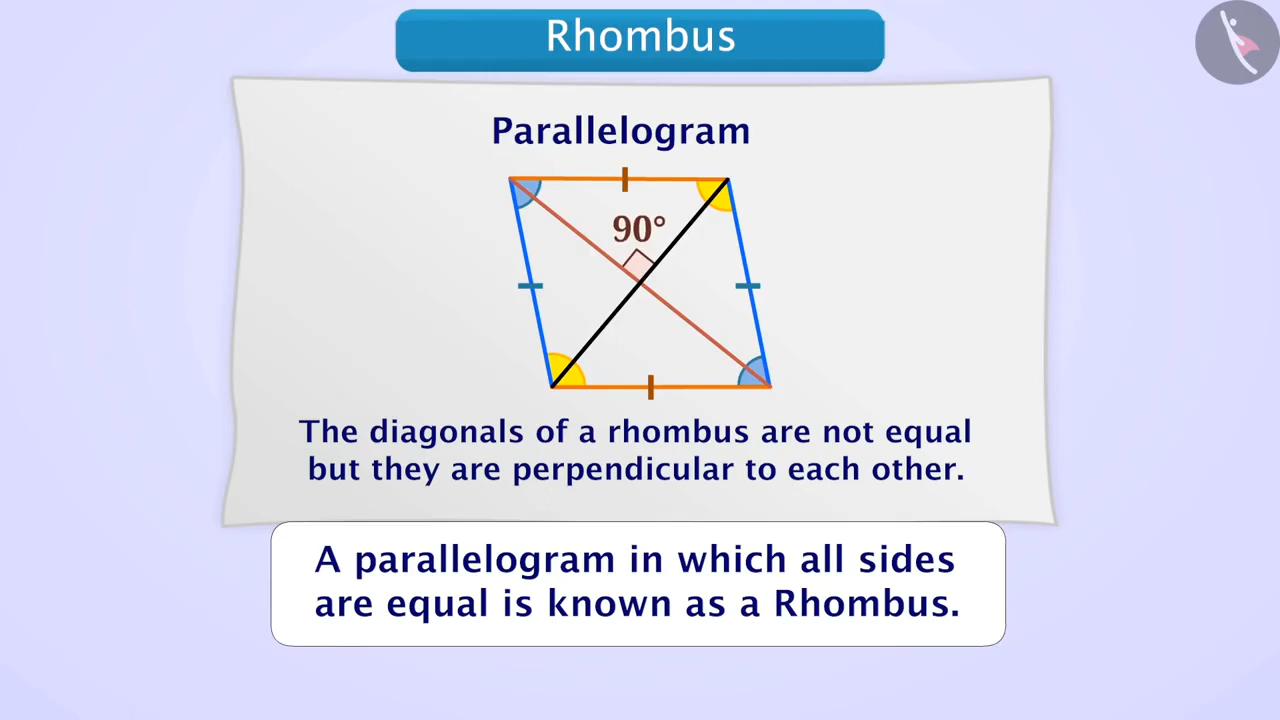 Rhombus
Parallelogram
90°
The diagonals of a rhombus are not equal
but they are perpendicular to each other.
A parallelogram in which all sides
are equal is known as a Rhombus.